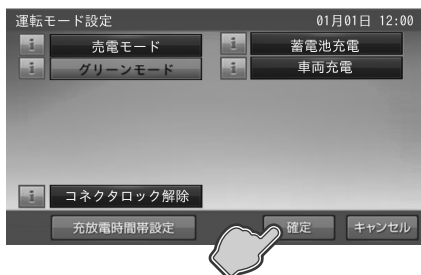 運転モード設定 01月01日 12:00
i 売電モード i 蓄電池充電
i グリーンモード i 車両充電
i コネクタロック解除
充放電時間帯設定 確定 キャンセル